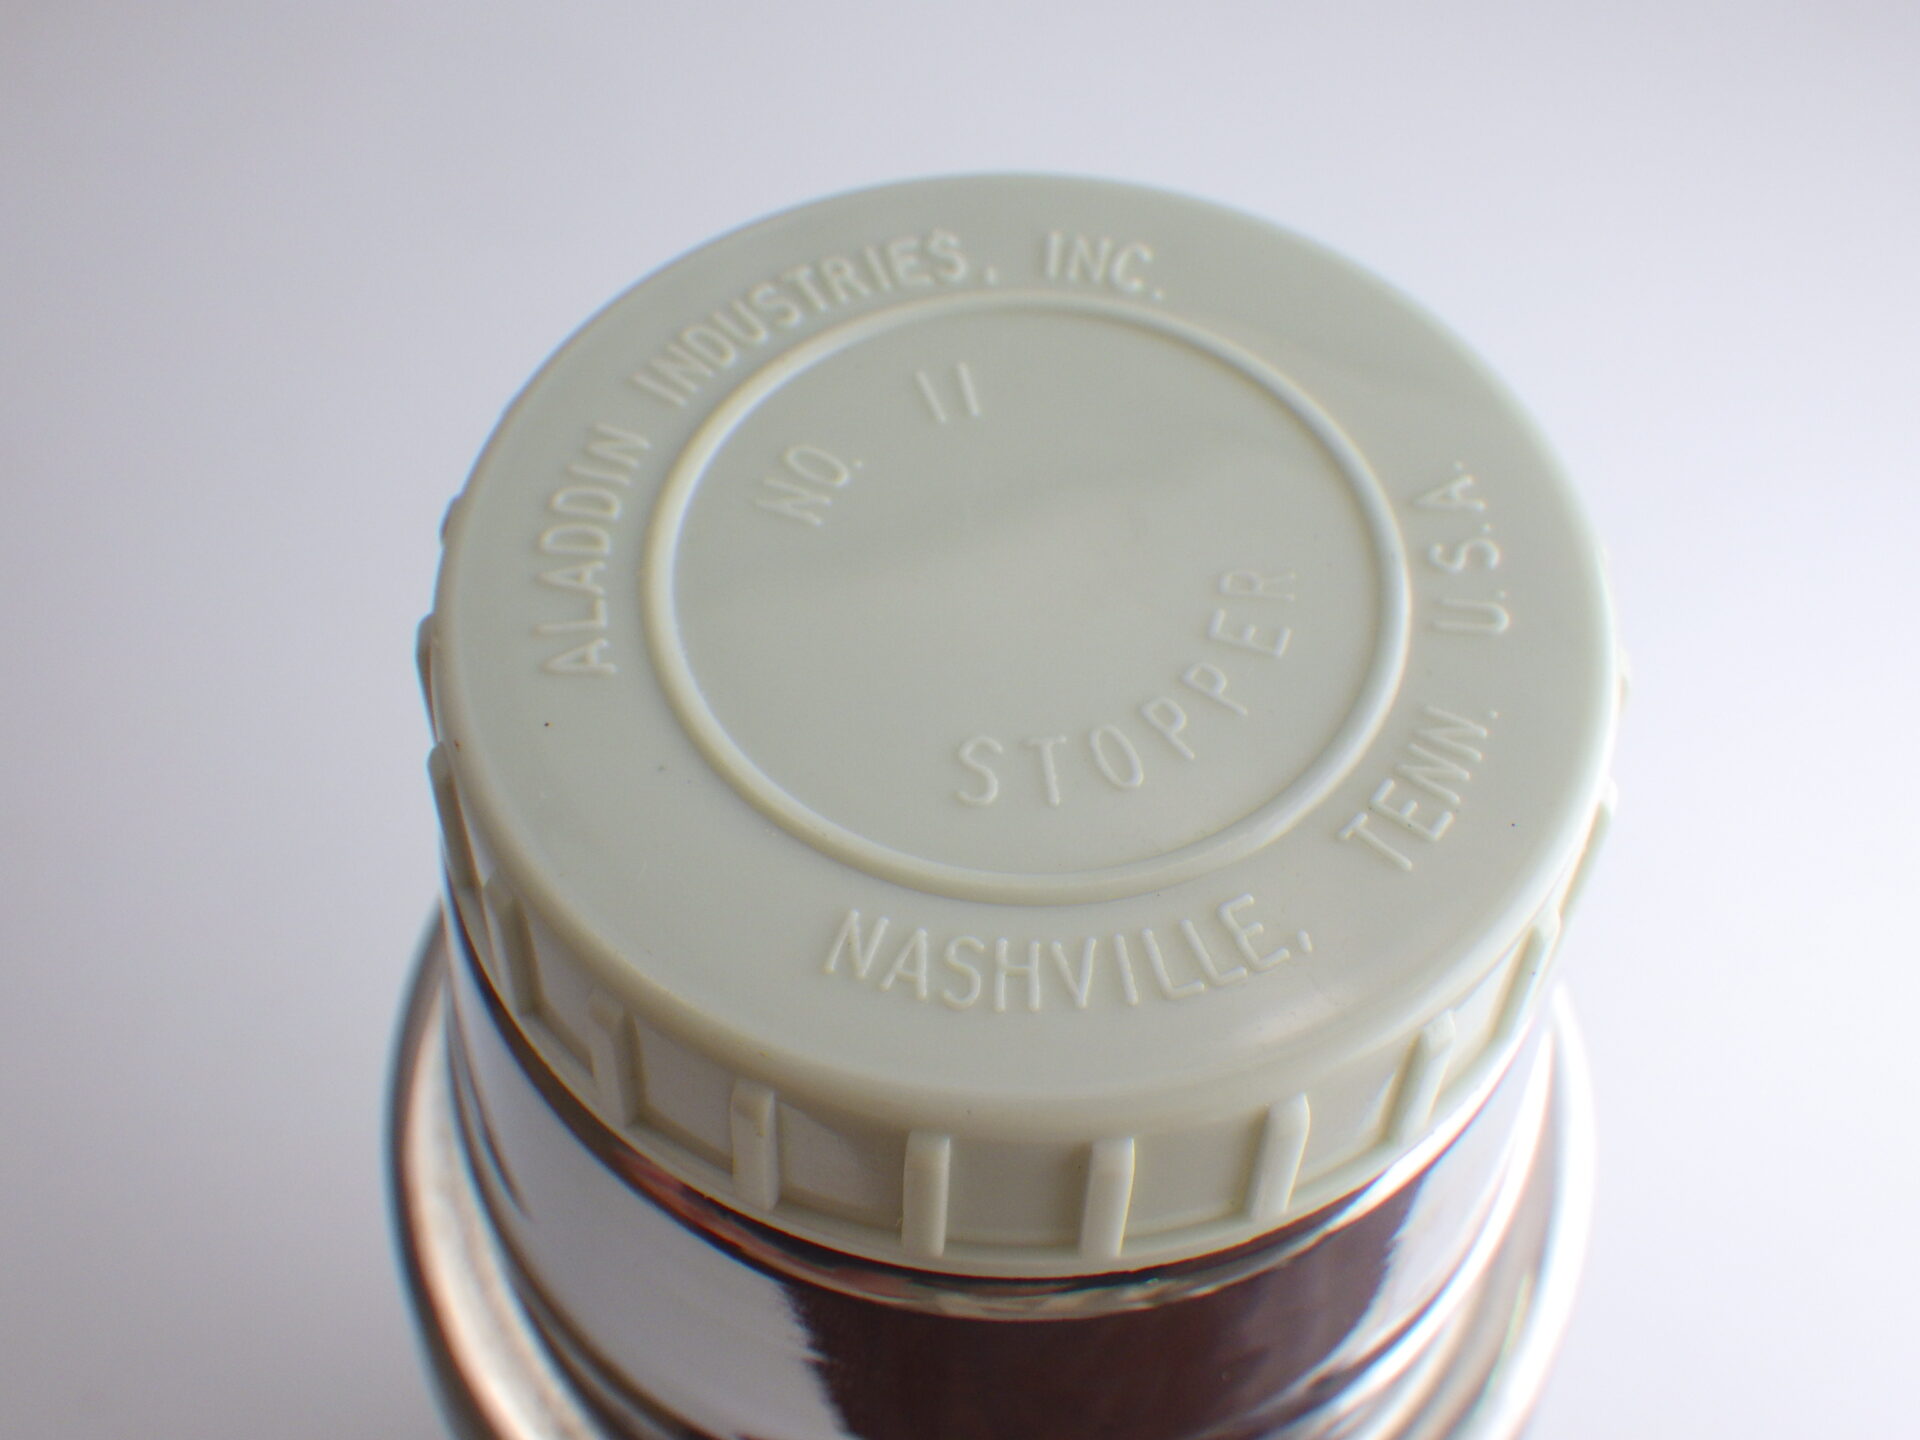 ALADDIN INDUSTRIES, INC.
NASHVILLE, TENN. U.S.A.
NO. 11
STOPPER